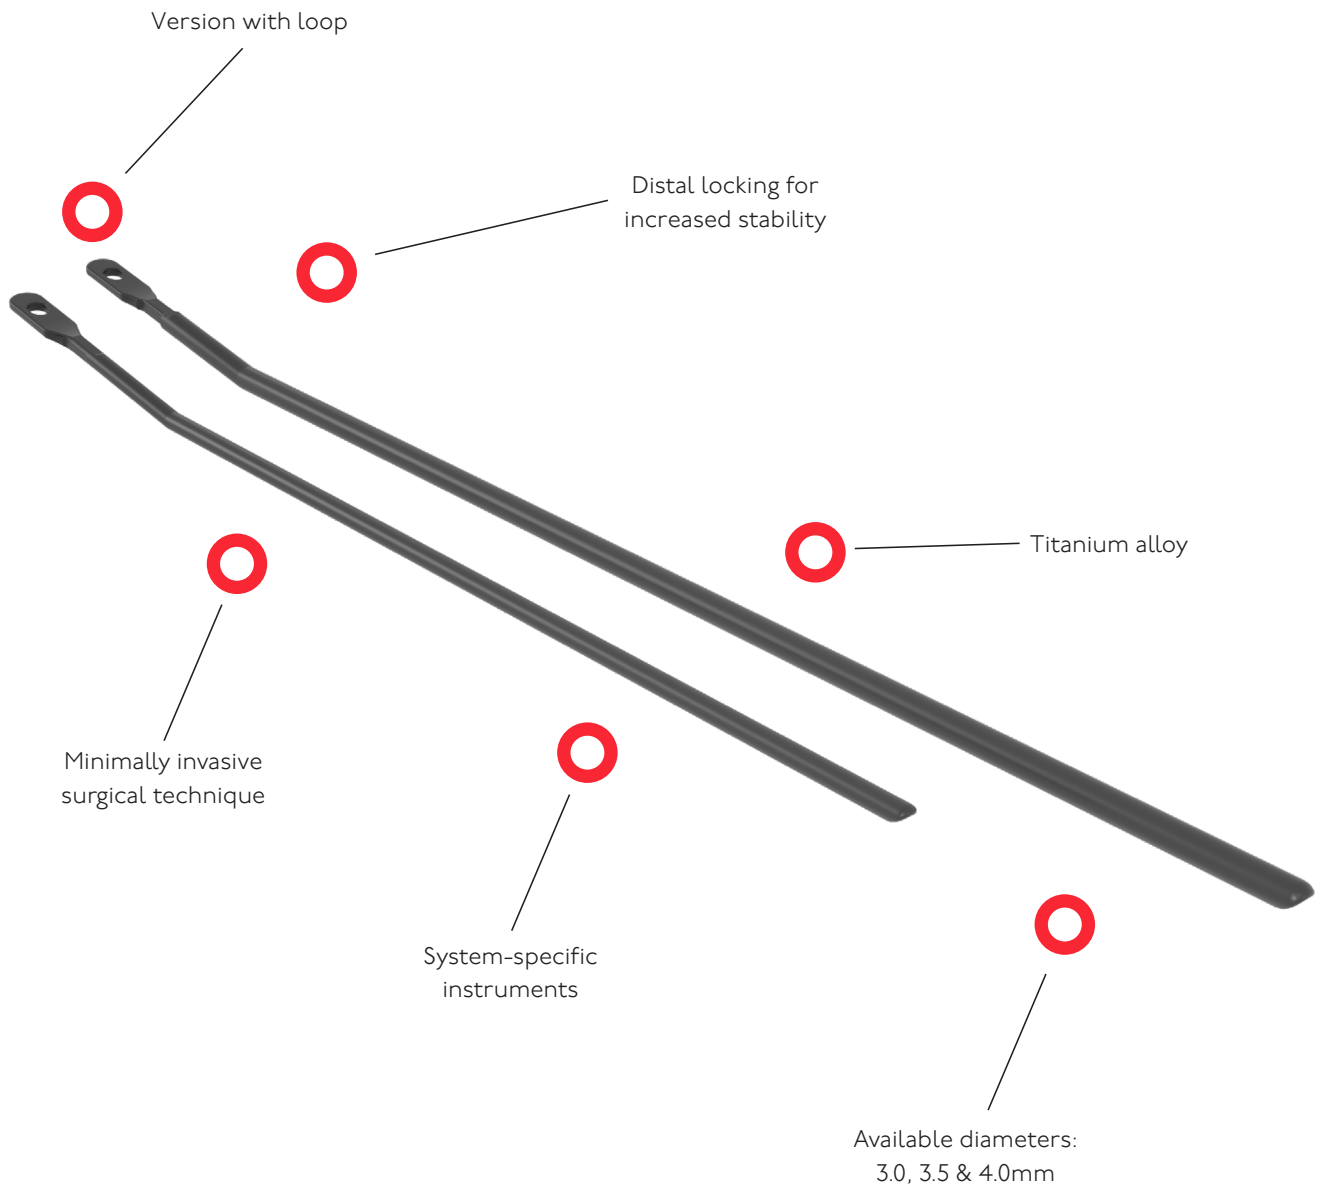 Version with loop
Distal locking for
increased stability
Titanium alloy
Minimally invasive
surgical technique
System-specific
instruments
Available diameters:
3.0, 3.5 & 4.0mm